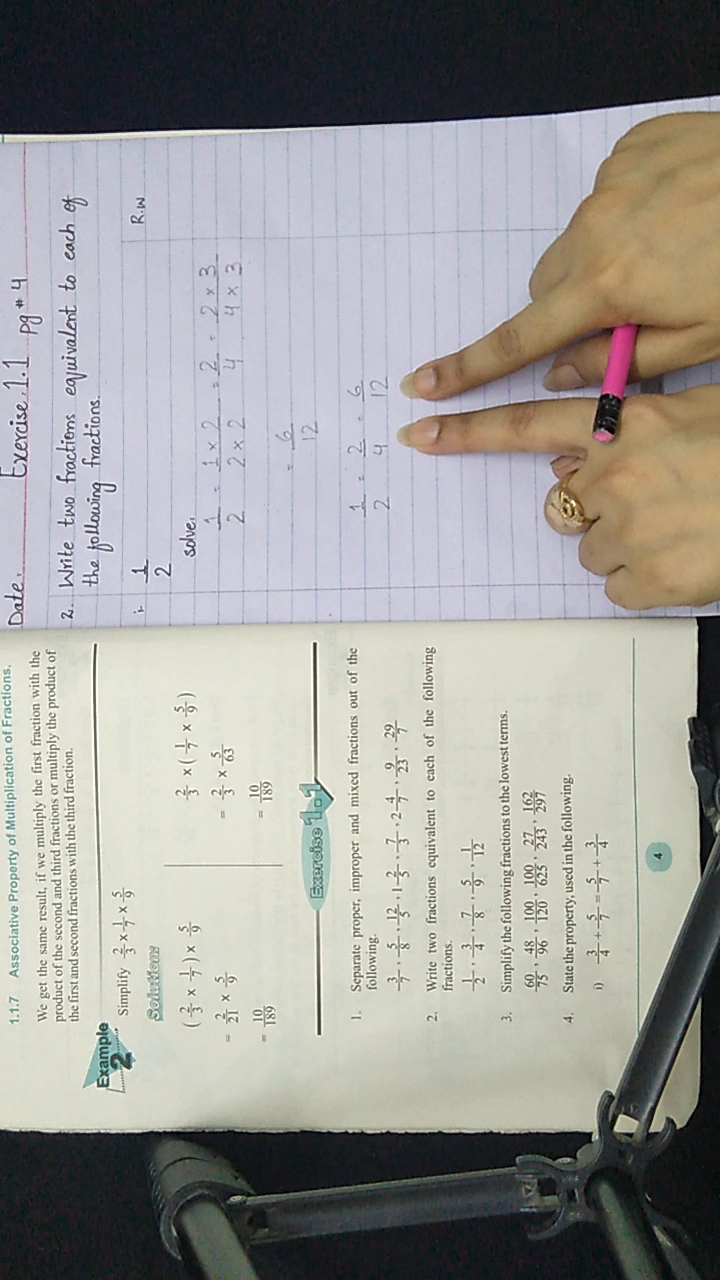 1.1.7 Associative Property of Multiplication of Fractions.
We get the same result, if we multiply the first fraction with the
product of the second and third fractions or multiply the product of
the first and second fractions with the third fraction.
Example
2
Simplify 2/3 × 1/7 × 5/9
Solution:
(2/3 × 1/7) × 5/9
= 2/21 × 5/9
= 10/189
2/3 × (1/7 × 5/9)
= 2/3 × 5/63
= 10/189
Exercise 1.1
1. Separate proper, improper and mixed fractions out of the
following.
3/7, 5/8, 12/5, 1 2/5, 7/3, 2 4/7, 9/23, 29/7
2. Write two fractions equivalent to each of the following
fractions.
1/2, 3/4, 7/8, 5/9, 1/12
3. Simplify the following fractions to the lowest terms.
60/75, 48/96, 100/120, 100/625, 27/243, 162/297
4. State the property, used in the following.
i) 3/4 + 5/7 = 5/7 + 3/4
4
Date. Exercise. 1.1 pg # 4
2. Write two fractions equivalent to each of
the following fractions.
i- 1/2
R.W
solve.
1/2 = 1 × 2/2 × 2 = 2/4 = 2 × 3/4 × 3
= 6/12
1/2 = 2/4 = 6/12